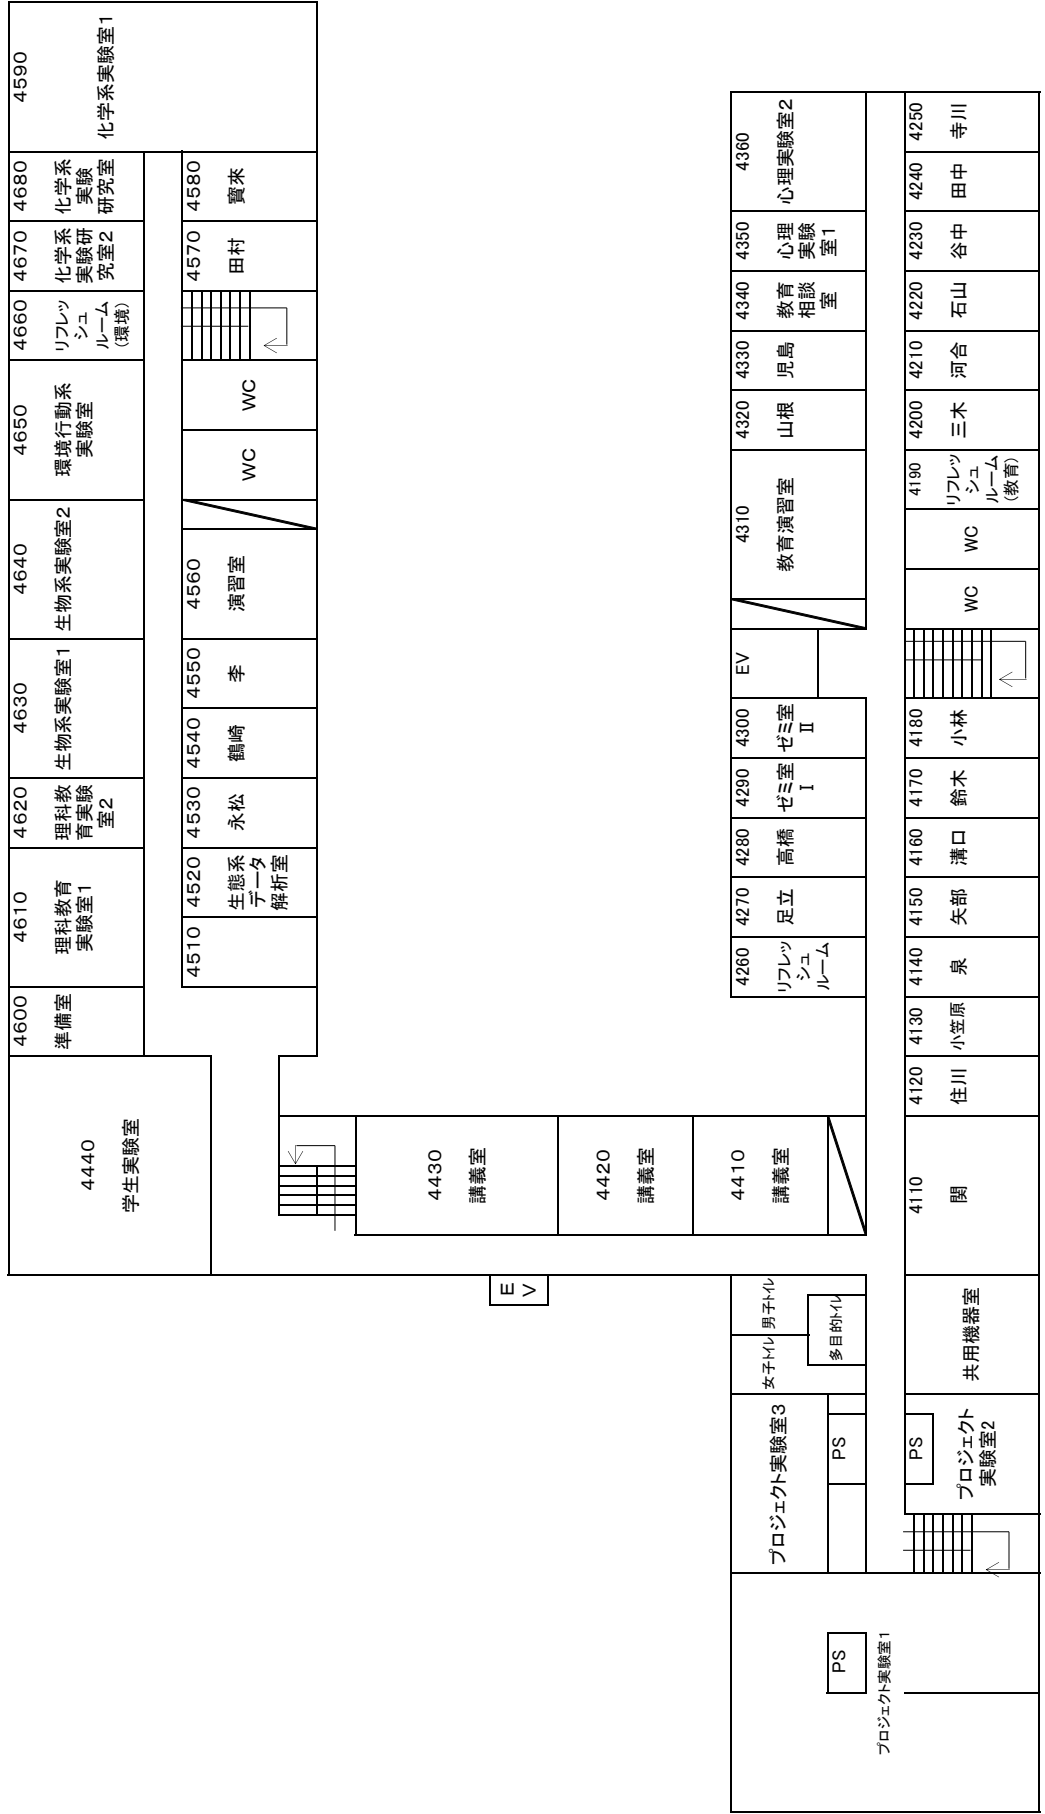 4590
化学系実験室1
4680
化学系
実験
研究室
4670
化学系
実験研
究室2
4660
リフレッ
シュ
ルーム
(環境)
4650
環境行動系
実験室
4640
生物系実験室2
4630
生物系実験室1
4620
理科教
育実験
室2
4610
理科教育
実験室1
4600
準備室
4580
寳來
4570
田村
WC
WC
4560
演習室
4550
李
4540
鶴崎
4530
永松
4520
生態系
データ
解析室
4510
4440
学生実験室
4430
講義室
4420
講義室
4410
講義室
E
V
4360
心理実験室2
4350
心理
実験
室1
4340
教育
相談
室
4330
児島
4320
山根
4310
教育演習室
EV
4300
ゼミ室
Ⅱ
4290
ゼミ室
Ⅰ
4280
高橋
4270
足立
4260
リフレッ
シュ
ルーム
4250
寺川
4240
田中
4230
谷中
4220
石山
4210
河合
4200
三木
4190
リフレッ
シュ
ルーム
(教育)
WC
WC
4180
小林
4170
鈴木
4160
溝口
4150
矢部
4140
泉
4130
小笠原
4120
住川
4110
関
男子トイレ
女子トイレ
多目的トイレ
共用機器室
プロジェクト実験室3
PS
PS
プロジェクト
実験室2
PS
プロジェクト実験室1